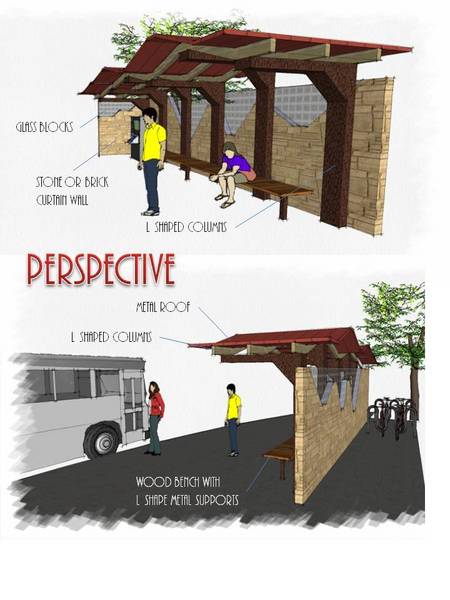 GLASS BLOCKS
STONE OR BRICK
CURTAIN WALL
L SHAPED COLUMNS
PERSPECTIVE
METAL ROOF
L SHAPED COLUMNS
WOOD BENCH WITH
L SHAPE METAL SUPPORTS